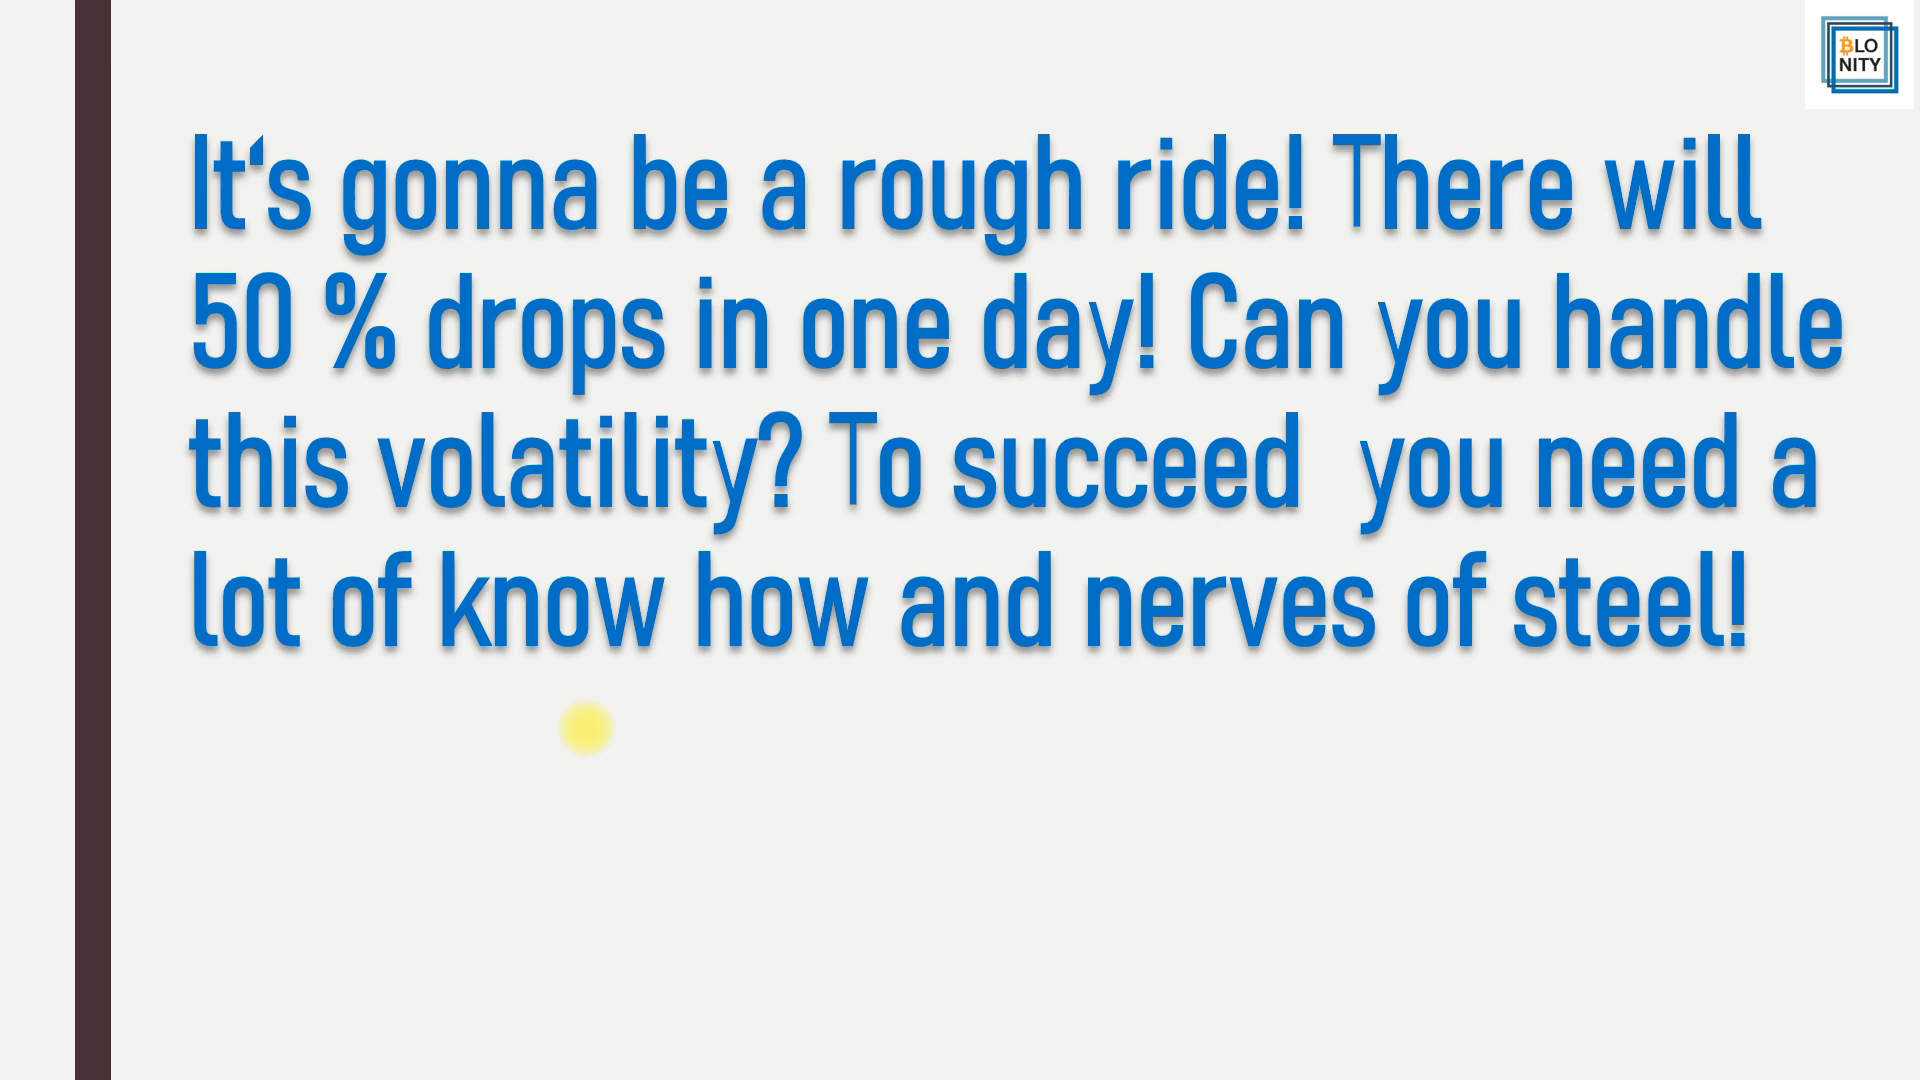 It's gonna be a rough ride! There will
50 % drops in one day! Can you handle
this volatility? To succeed  you need a
lot of know how and nerves of steel!
₿LO
NITY